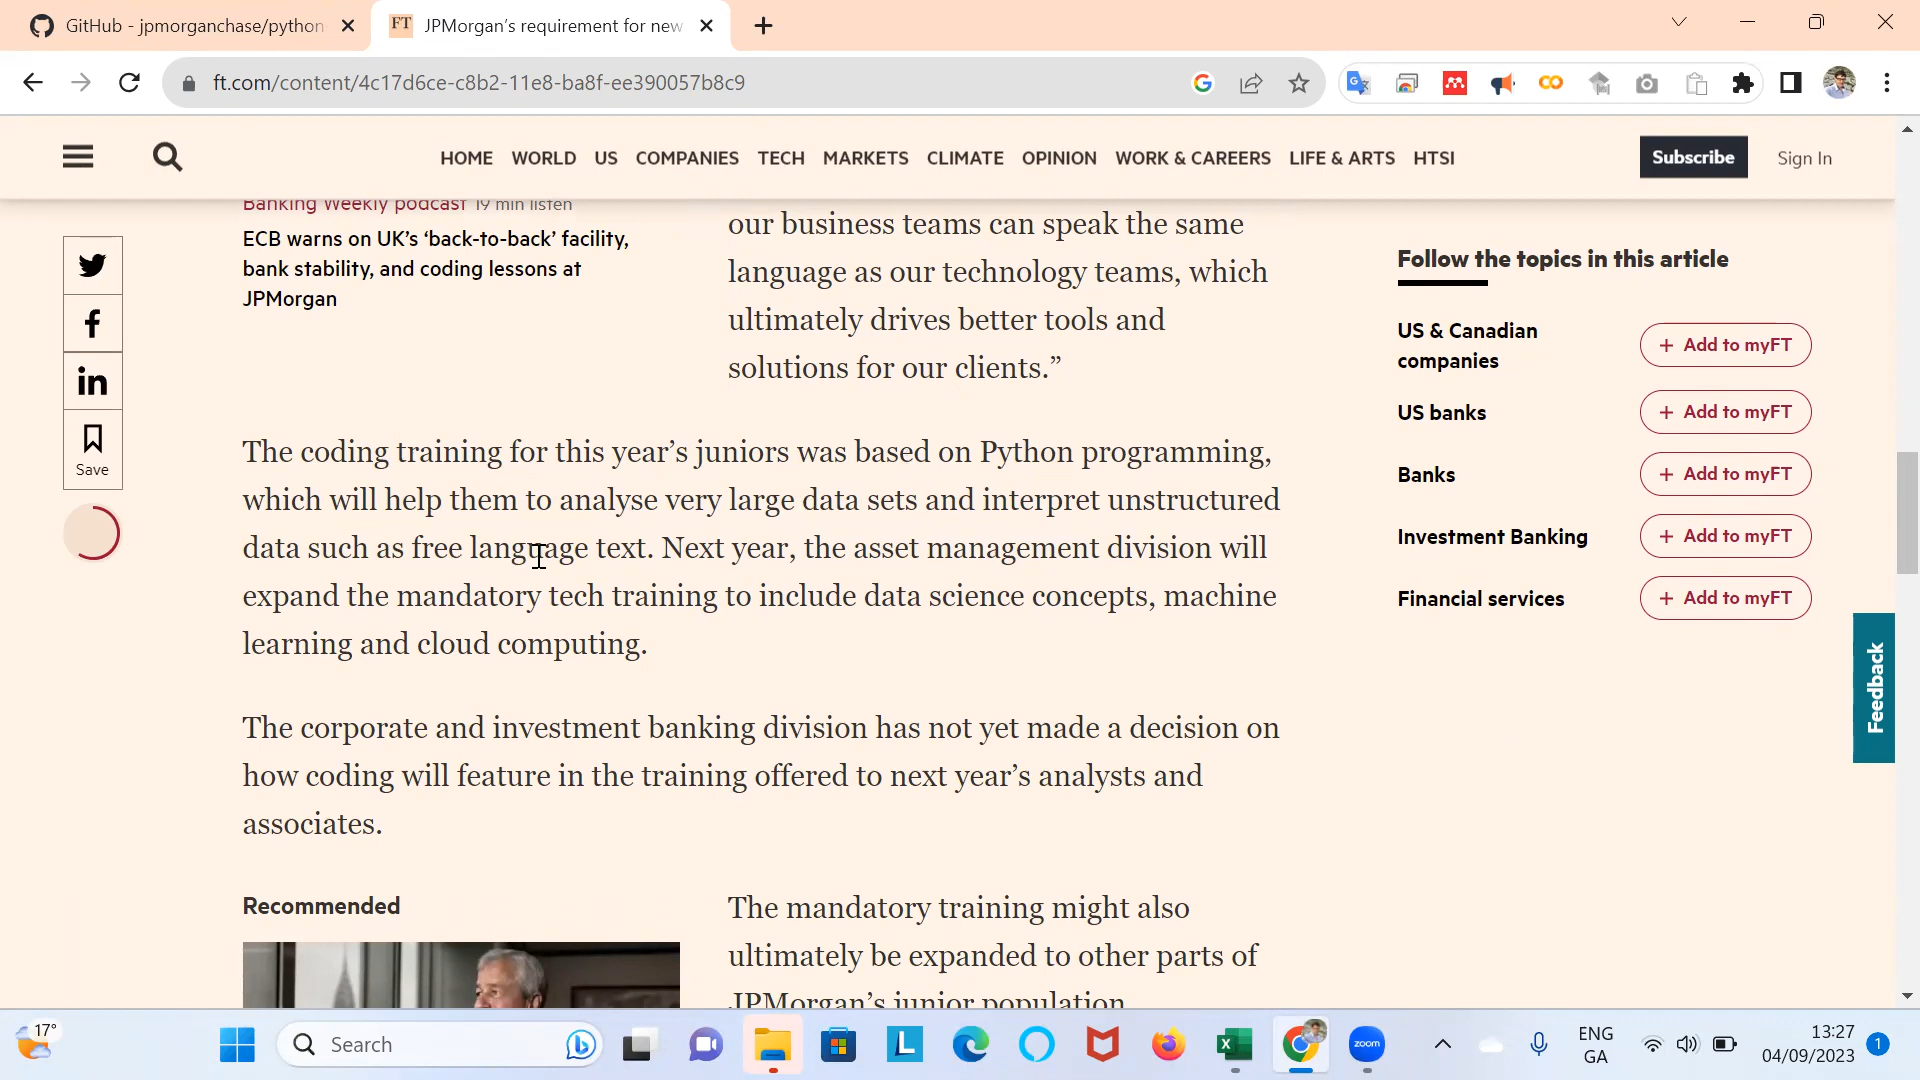 GitHub - jpmorganchase/python
FT JPMorgan's requirement for new
ft.com/content/4c17d6ce-c8b2-11e8-ba8f-ee390057b8c9
HOME WORLD US COMPANIES TECH MARKETS CLIMATE OPINION WORK & CAREERS LIFE & ARTS HTSI
Subscribe Sign In
Banking Weekly podcast 19 min listen
ECB warns on UK's ‘back-to-back’ facility,
bank stability, and coding lessons at
JPMorgan
our business teams can speak the same
language as our technology teams, which
ultimately drives better tools and
solutions for our clients.”
The coding training for this year’s juniors was based on Python programming,
which will help them to analyse very large data sets and interpret unstructured
data such as free language text. Next year, the asset management division will
expand the mandatory tech training to include data science concepts, machine
learning and cloud computing.
The corporate and investment banking division has not yet made a decision on
how coding will feature in the training offered to next year’s analysts and
associates.
Recommended
The mandatory training might also
ultimately be expanded to other parts of
JPMorgan’s junior population.
Save
Follow the topics in this article
US & Canadian
companies
+ Add to myFT
US banks
+ Add to myFT
Banks
+ Add to myFT
Investment Banking
+ Add to myFT
Financial services
+ Add to myFT
Feedback
17°
Search
zoom
ENG
GA
13:27
04/09/2023
1